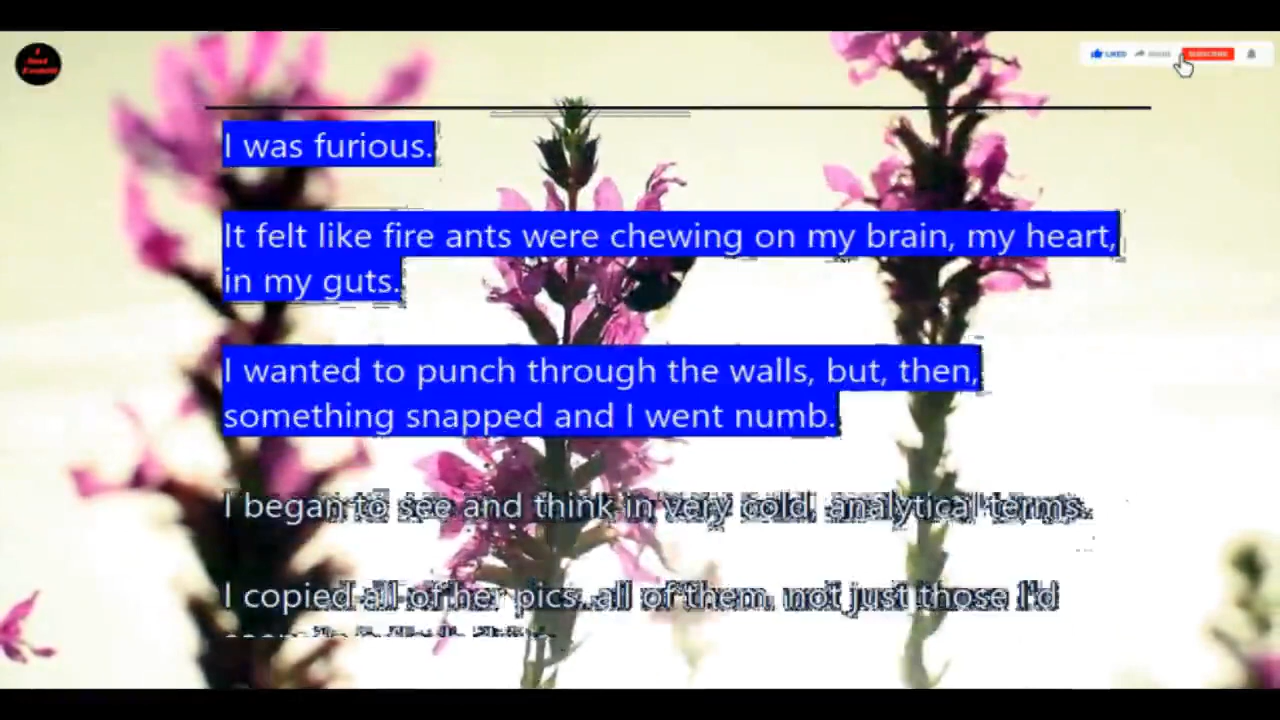 LIKED
SUBSCRIBE
I was furious.
It felt like fire ants were chewing on my brain, my heart,
in my guts.
I wanted to punch through the walls, but, then,
something snapped and I went numb.
I began to see and think in very cold, analytical terms.
I copied all of her pics, all of them, not just those I'd